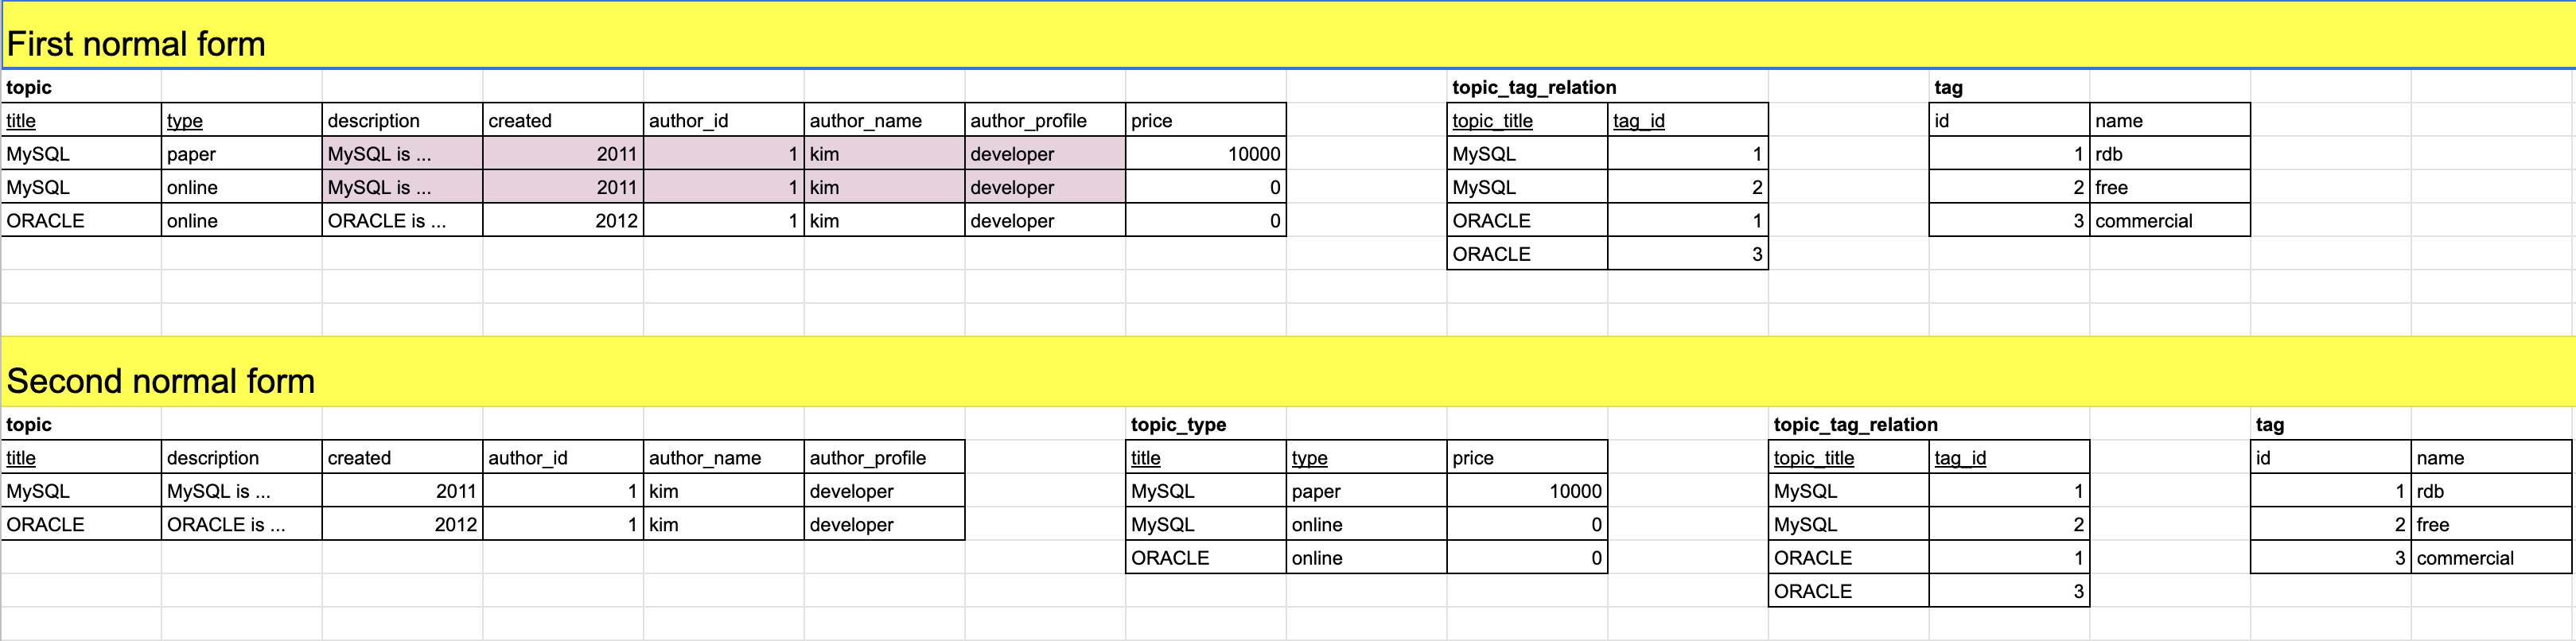 First normal form
topic topic_tag_relation tag
title type description created author_id author_name author_profile price topic_title tag_id id name
MySQL paper MySQL is ... 2011 1 kim developer 10000 MySQL 1 1 rdb
MySQL online MySQL is ... 2011 1 kim developer 0 MySQL 2 2 free
ORACLE online ORACLE is ... 2012 1 kim developer 0 ORACLE 1 3 commercial
ORACLE 3
Second normal form
topic topic_type topic_tag_relation tag
title description created author_id author_name author_profile title type price topic_title tag_id id name
MySQL MySQL is ... 2011 1 kim developer MySQL paper 10000 MySQL 1 1 rdb
ORACLE ORACLE is ... 2012 1 kim developer MySQL online 0 MySQL 2 2 free
ORACLE online 0 ORACLE 1 3 commercial
ORACLE 3